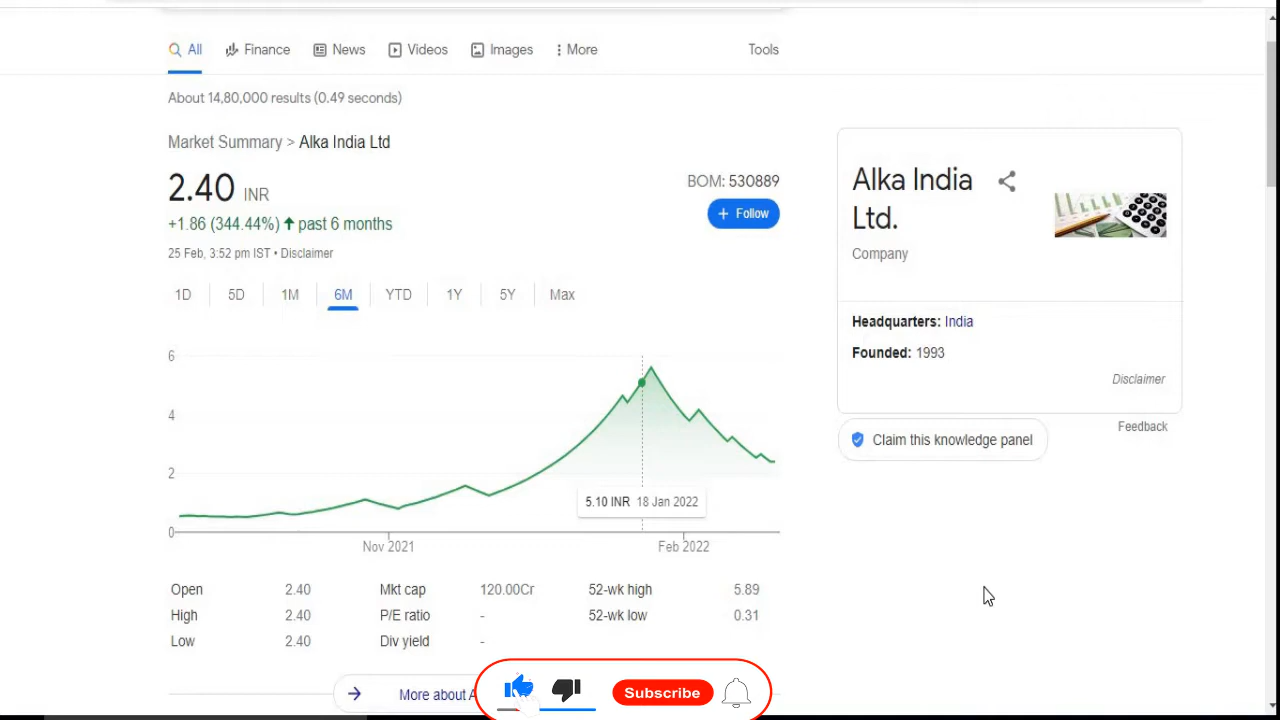 All Finance News Videos Images More Tools
About 14,80,000 results (0.49 seconds)
Market Summary > Alka India Ltd
2.40 INR
+1.86 (344.44%) past 6 months
25 Feb, 3:52 pm IST • Disclaimer
BOM: 530889
+ Follow
1D 5D 1M 6M YTD 1Y 5Y Max
6
4
2
0
5.10 INR 18 Jan 2022
Nov 2021 Feb 2022
Open 2.40 Mkt cap 120.00Cr 52-wk high 5.89
High 2.40 P/E ratio - 52-wk low 0.31
Low 2.40 Div yield -
More about A
Subscribe
Alka India
Ltd.
Company
Headquarters: India
Founded: 1993
Disclaimer
Feedback
Claim this knowledge panel